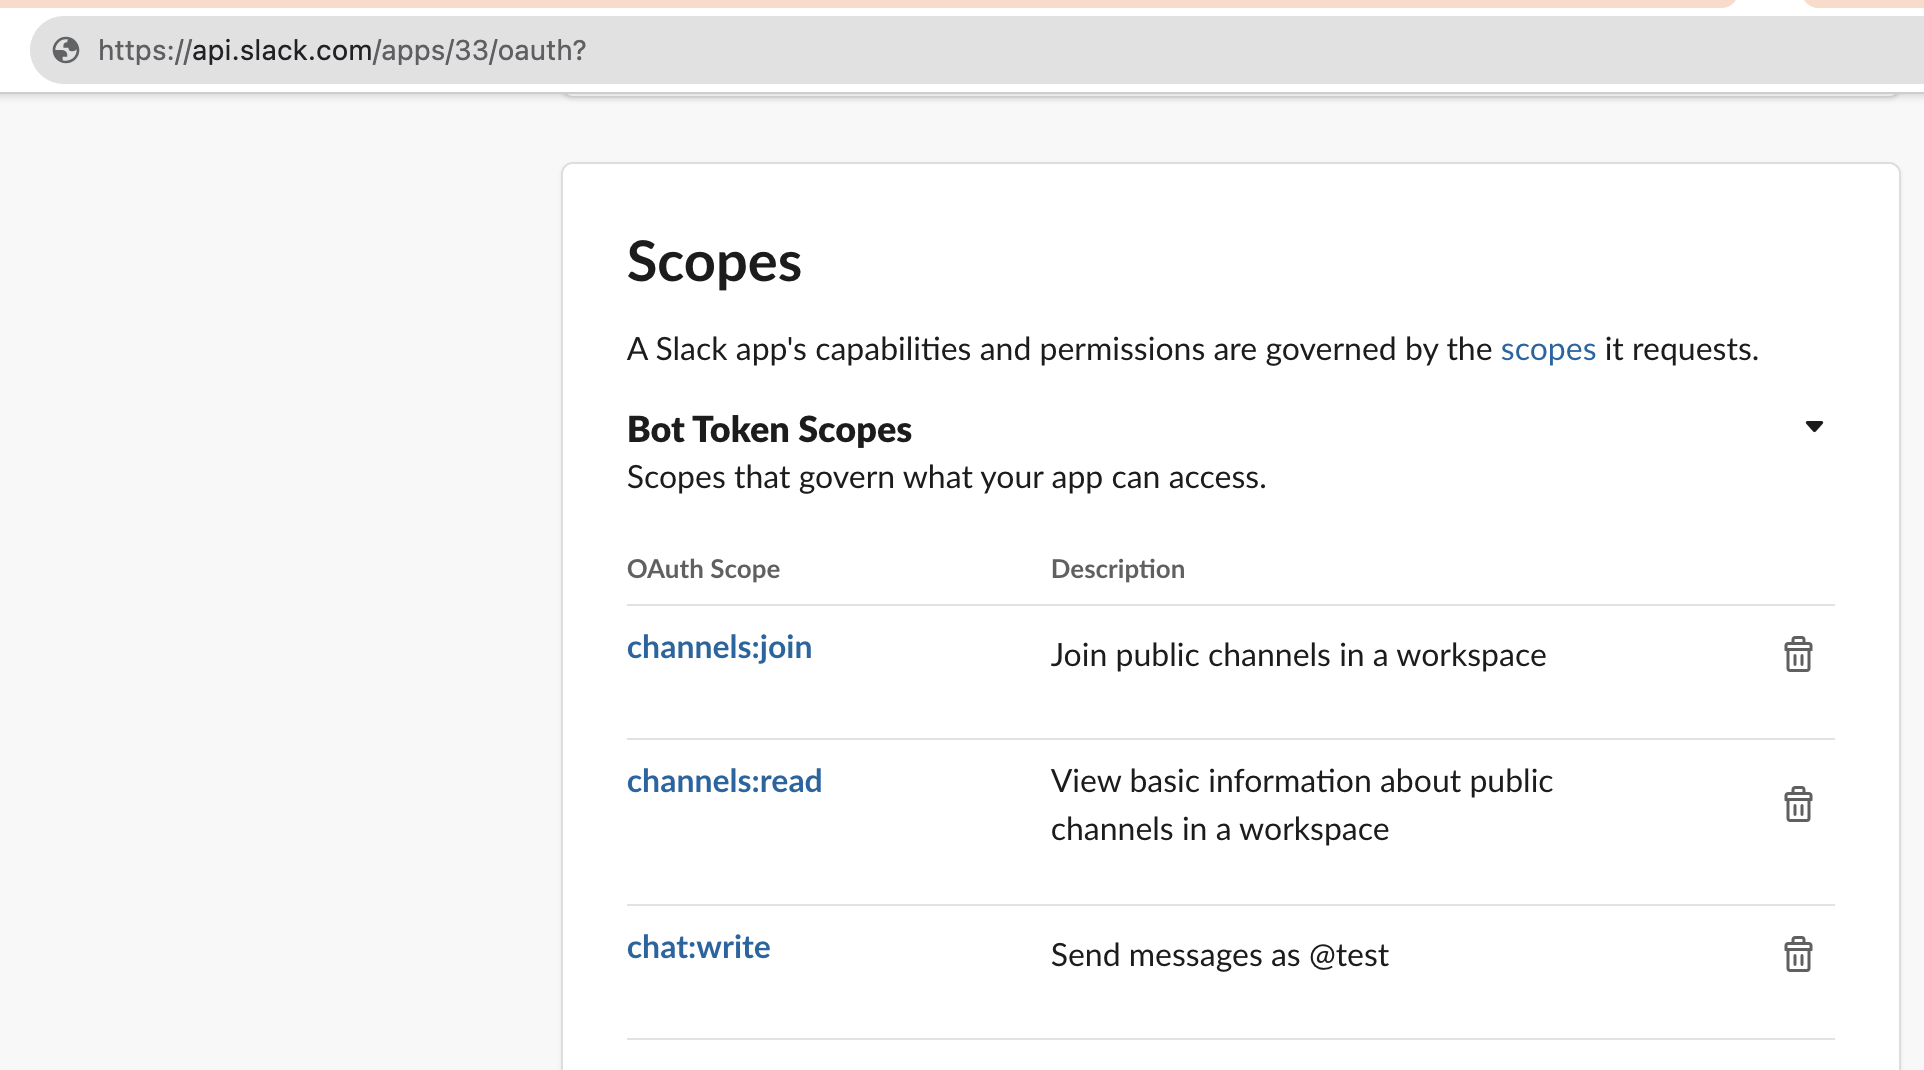 https://api.slack.com/apps/33/oauth?
Scopes
A Slack app's capabilities and permissions are governed by the scopes it requests.
Bot Token Scopes
Scopes that govern what your app can access.
OAuth Scope Description
channels:join Join public channels in a workspace
channels:read View basic information about public
channels in a workspace
chat:write Send messages as @test